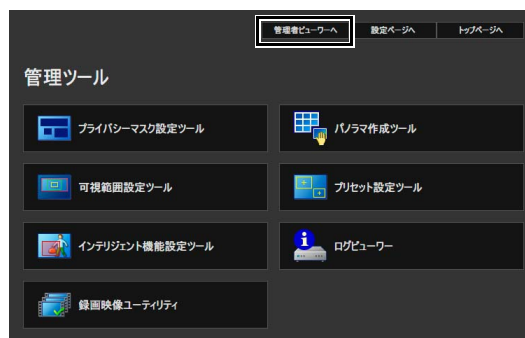 管理者ビューワーへ
設定ページへ
トップページへ
管理ツール
プライバシーマスク設定ツール
パノラマ作成ツール
可視範囲設定ツール
プリセット設定ツール
インテリジェント機能設定ツール
ログビューワー
録画映像ユーティリティ